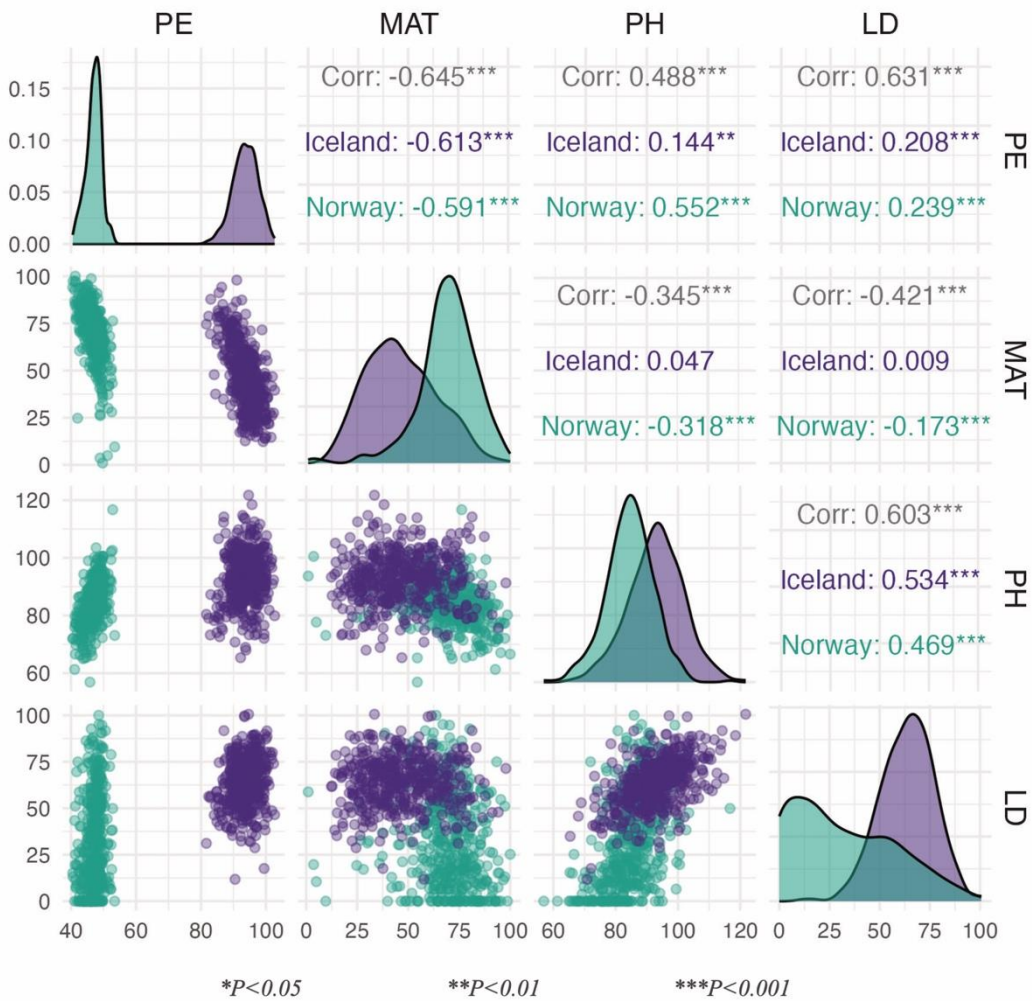 PE MAT PH LD
Corr: -0.645*** Corr: 0.488*** Corr: 0.631***
0.15
Iceland: -0.613*** Iceland: 0.144** Iceland: 0.208*** PE
0.10
0.05
Norway: -0.591*** Norway: 0.552*** Norway: 0.239***
0.00
100
Corr: -0.345*** Corr: -0.421***
75
Iceland: 0.047 Iceland: 0.009 MAT
50
25
Norway: -0.318*** Norway: -0.173***
0
120
Corr: 0.603***
100
Iceland: 0.534*** PH
80
Norway: 0.469***
60
100
75
50 LD
25
0
40 60 80 100 0 25 50 75 100 60 80 100 120 0 25 50 75 100
*P<0.05 **P<0.01 ***P<0.001